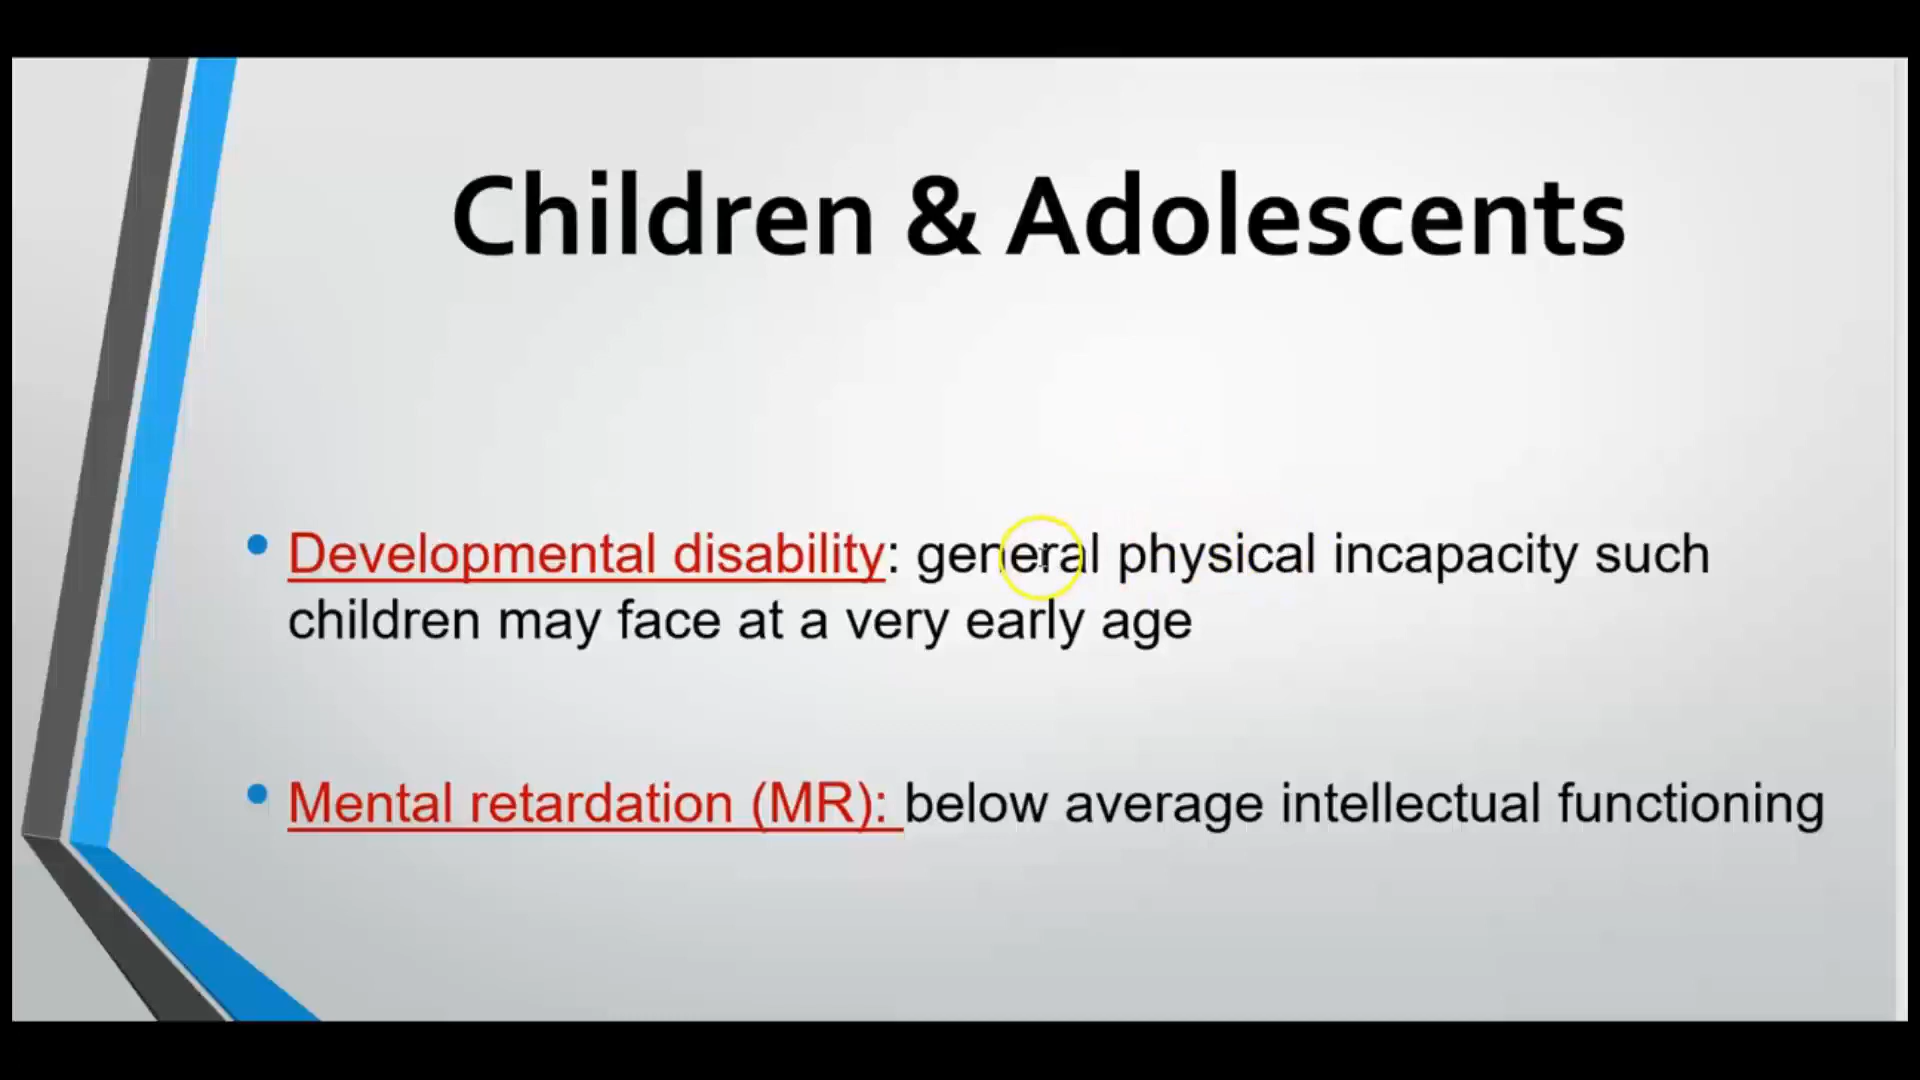 Children & Adolescents
• Developmental disability: general physical incapacity such
children may face at a very early age
• Mental retardation (MR): below average intellectual functioning